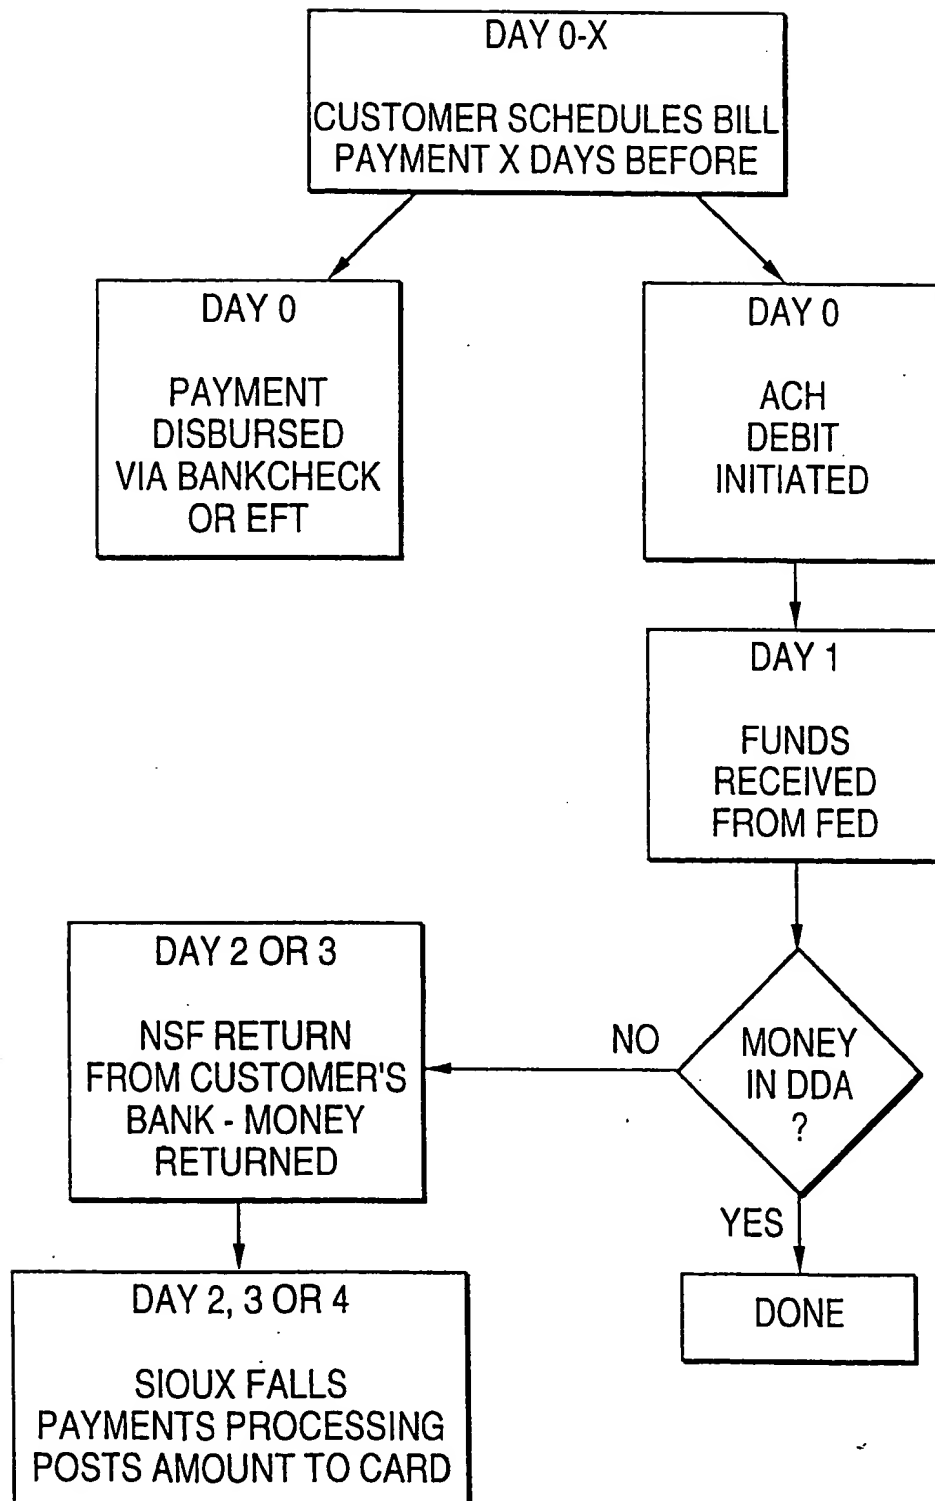 DAY 0-X
CUSTOMER SCHEDULES BILL
PAYMENT X DAYS BEFORE
DAY 0
PAYMENT
DISBURSED
VIA BANKCHECK
OR EFT
DAY 0
ACH
DEBIT
INITIATED
DAY 1
FUNDS
RECEIVED
FROM FED
MONEY
IN DDA
?
NO
YES
DAY 2 OR 3
NSF RETURN
FROM CUSTOMER'S
BANK - MONEY
RETURNED
DONE
DAY 2, 3 OR 4
SIOUX FALLS
PAYMENTS PROCESSING
POSTS AMOUNT TO CARD